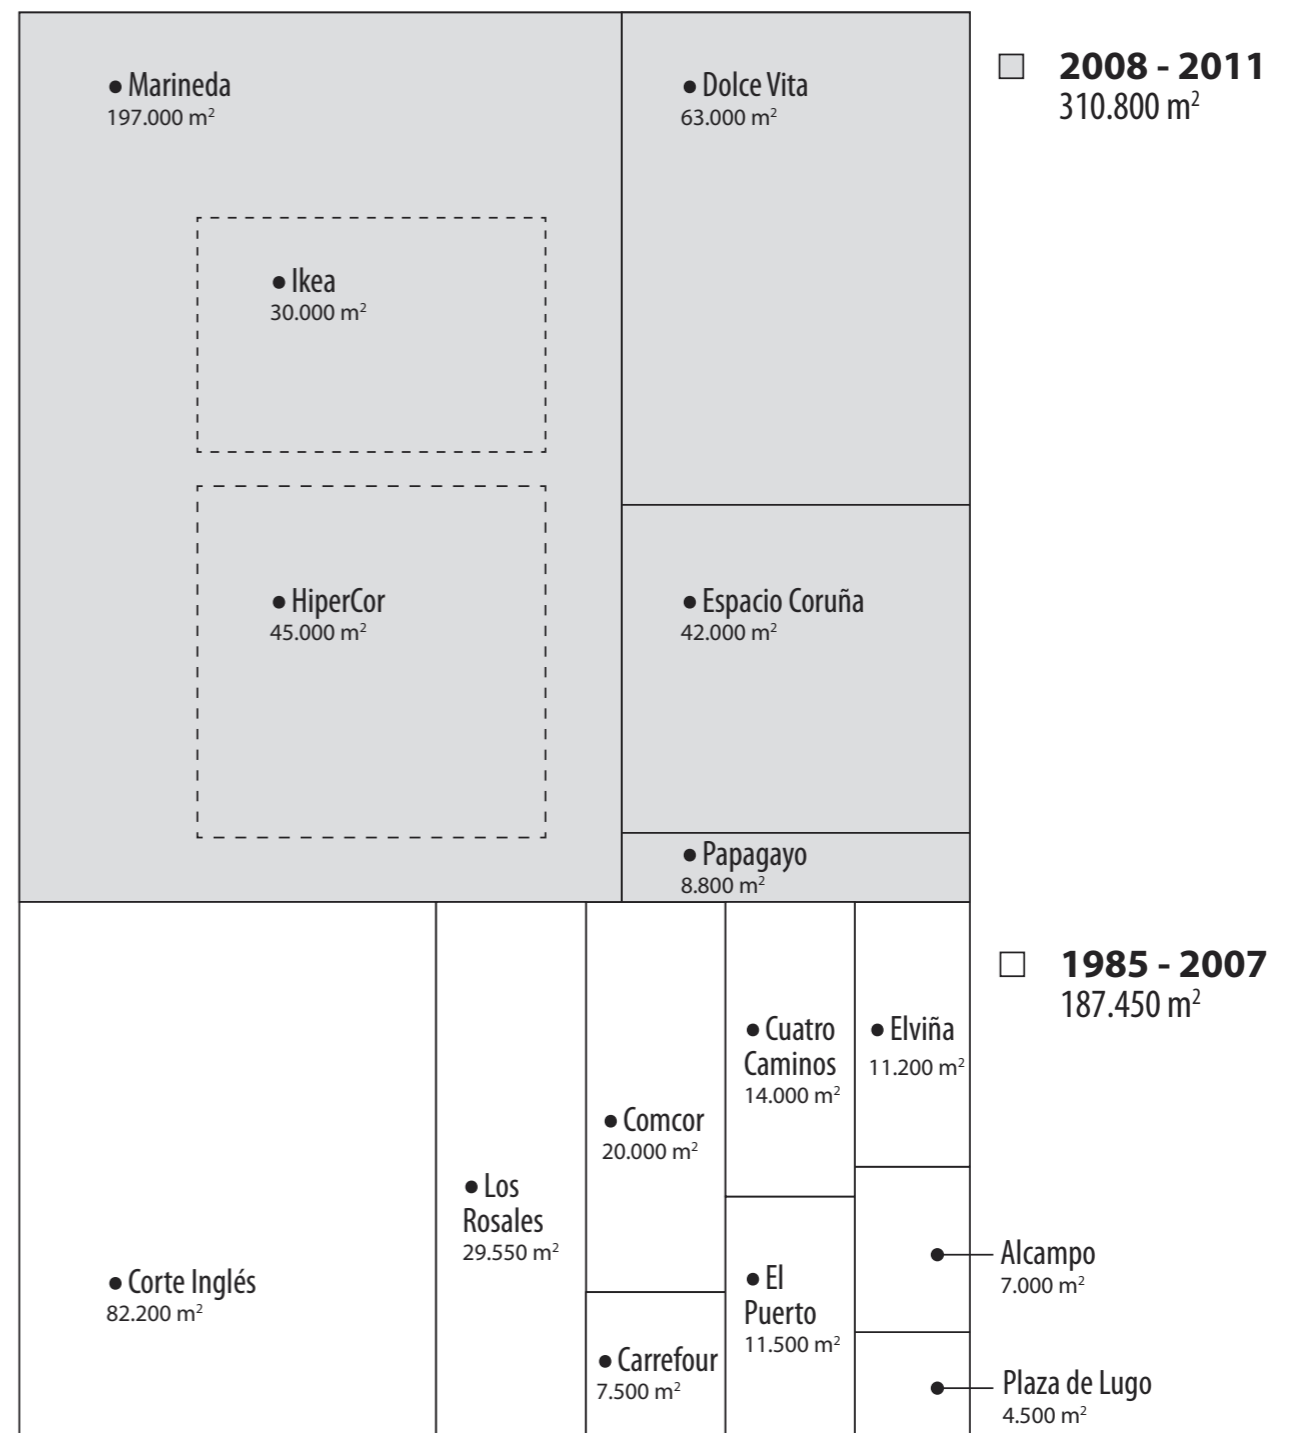 ● Marineda
197.000 m²
● Dolce Vita
63.000 m²
2008 - 2011
310.800 m²
● Ikea
30.000 m²
● HiperCor
45.000 m²
● Espacio Coruña
42.000 m²
● Papagayo
8.800 m²
1985 - 2007
187.450 m²
● Corte Inglés
82.200 m²
● Los
Rosales
29.550 m²
● Comcor
20.000 m²
● Carrefour
7.500 m²
● Cuatro
Caminos
14.000 m²
● El
Puerto
11.500 m²
● Elviña
11.200 m²
Alcampo
7.000 m²
Plaza de Lugo
4.500 m²